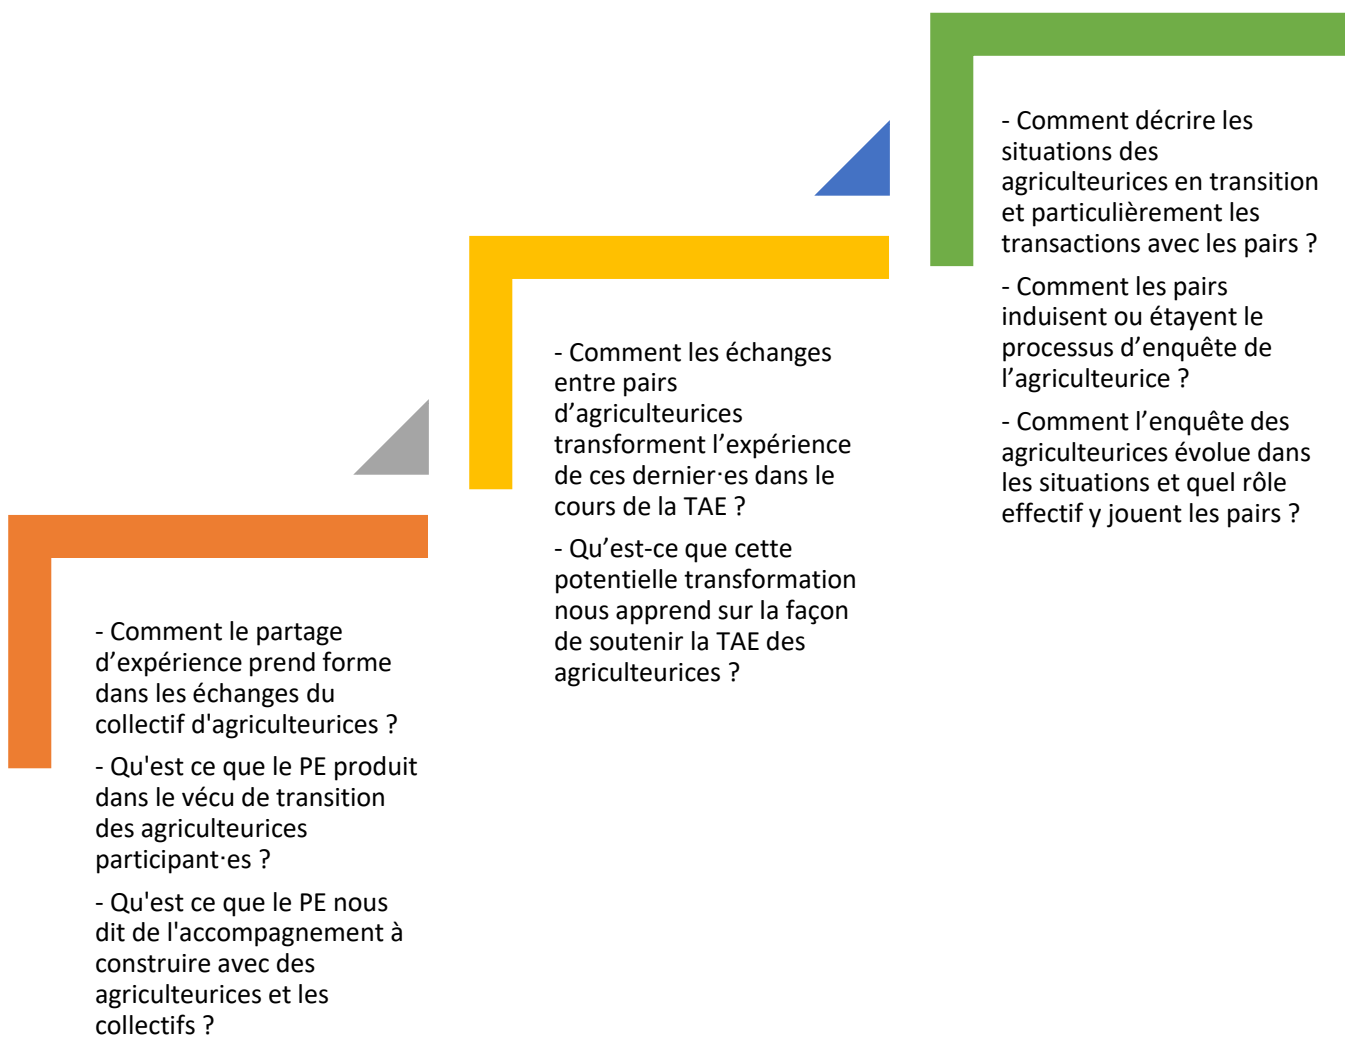 - Comment le partage
d’expérience prend forme
dans les échanges du
collectif d'agriculteurices ?
- Qu'est ce que le PE produit
dans le vécu de transition
des agriculteurices
participant·es ?
- Qu'est ce que le PE nous
dit de l'accompagnement à
construire avec des
agriculteurices et les
collectifs ?
- Comment les échanges
entre pairs
d’agriculteurices
transforment l’expérience
de ces dernier·es dans le
cours de la TAE ?
- Qu’est-ce que cette
potentielle transformation
nous apprend sur la façon
de soutenir la TAE des
agriculteurices ?
- Comment décrire les
situations des
agriculteurices en transition
et particulièrement les
transactions avec les pairs ?
- Comment les pairs
induisent ou étayent le
processus d’enquête de
l’agriculteurice ?
- Comment l’enquête des
agriculteurices évolue dans
les situations et quel rôle
effectif y jouent les pairs ?